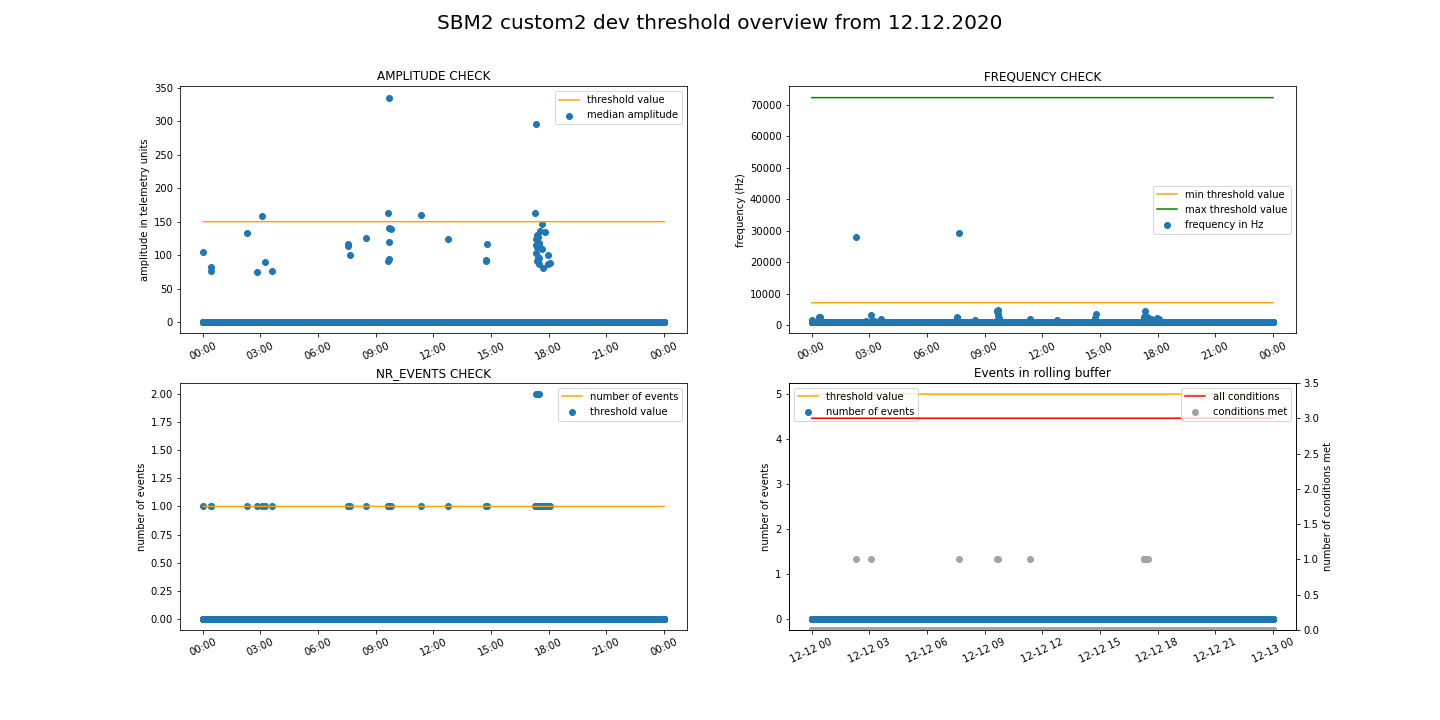 SBM2 custom2 dev threshold overview from 12.12.2020
AMPLITUDE CHECK
amplitude in telemetry units
350
300
250
200
150
100
50
0
threshold value
median amplitude
00:00 03:00 06:00 09:00 12:00 15:00 18:00 21:00 00:00
FREQUENCY CHECK
frequency (Hz)
70000
60000
50000
40000
30000
20000
10000
0
min threshold value
max threshold value
frequency in Hz
00:00 03:00 06:00 09:00 12:00 15:00 18:00 21:00 00:00
NR_EVENTS CHECK
number of events
2.00
1.75
1.50
1.25
1.00
0.75
0.50
0.25
0.00
number of events
threshold value
00:00 03:00 06:00 09:00 12:00 15:00 18:00 21:00 00:00
Events in rolling buffer
number of events
5
4
3
2
1
0
threshold value
number of events
all conditions
conditions met
3.5
3.0
2.5
2.0
1.5
1.0
0.5
0.0
number of conditions met
12-12 00 12-12 03 12-12 06 12-12 09 12-12 12 12-12 15 12-12 18 12-12 21 12-13 00